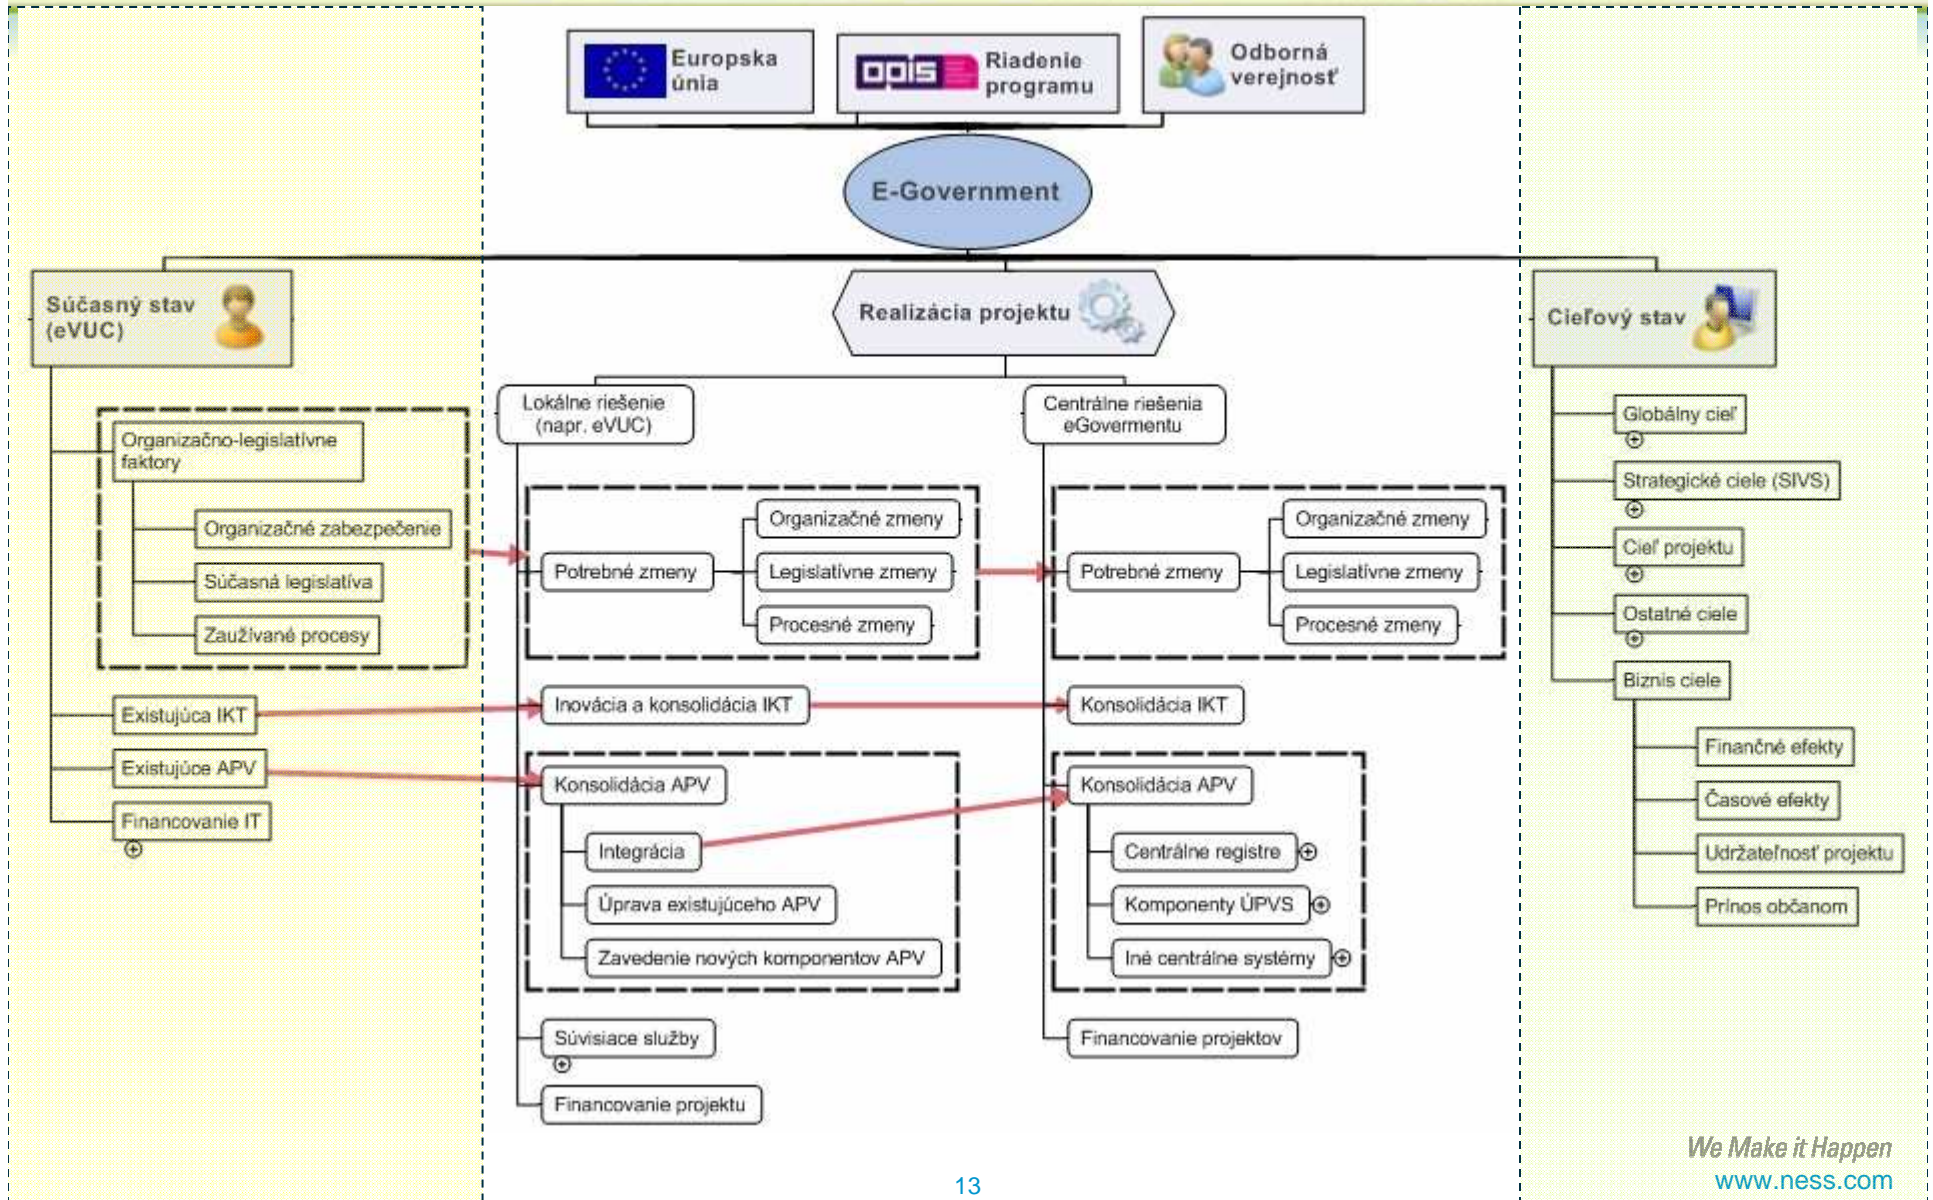 Europska
únia
opis
Riadenie
programu
Odborná
verejnosť
E-Government
Súčasný stav
(eVUC)
Organizačno-legislatívne
faktory
Organizačné zabezpečenie
Súčasná legislatíva
Zaužívané procesy
Existujúca IKT
Existujúce APV
Financovanie IT
Realizácia projektu
Lokálne riešenie
(napr. eVUC)
Potrebné zmeny
Organizačné zmeny
Legislatívne zmeny
Procesné zmeny
Inovácia a konsolidácia IKT
Konsolidácia APV
Integrácia
Úprava existujúceho APV
Zavedenie nových komponentov APV
Súvisiace služby
Financovanie projektu
Centrálne riešenia
eGovermentu
Potrebné zmeny
Organizačné zmeny
Legislatívne zmeny
Procesné zmeny
Konsolidácia IKT
Konsolidácia APV
Centrálne registre
Komponenty ÚPVS
Iné centrálne systémy
Financovanie projektov
Cieľový stav
Globálny cieľ
Strategické ciele (SIVS)
Cieľ projektu
Ostatné ciele
Biznis ciele
Finančné efekty
Časové efekty
Udržateľnosť projektu
Prínos občanom
We Make it Happen
www.ness.com
13